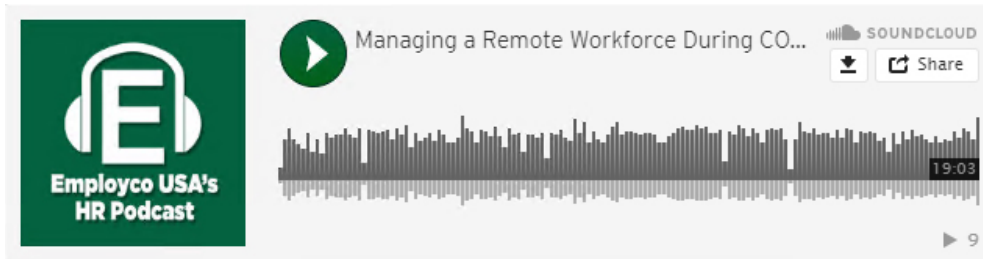 E
Employco USA's
HR Podcast
Managing a Remote Workforce During CO...
SOUNDCLOUD
Share
19:03
9